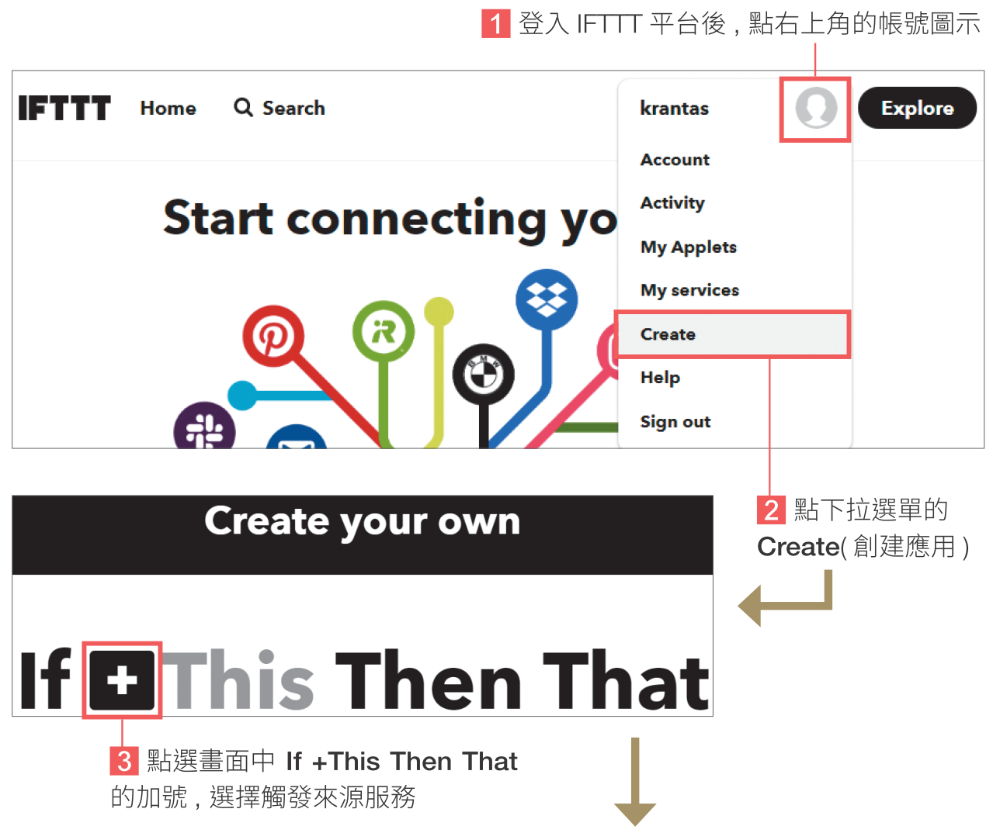 1 登入 IFTTT 平台後 , 點右上角的帳號圖示
IFTTT Home Search krantas Explore
Account
Activity
Start connecting yo
My Applets
My services
Create
Help
Sign out
BMW
2 點下拉選單的
Create( 創建應用 )
Create your own
If + This Then That
3 點選畫面中 If +This Then That
的加號 , 選擇觸發來源服務